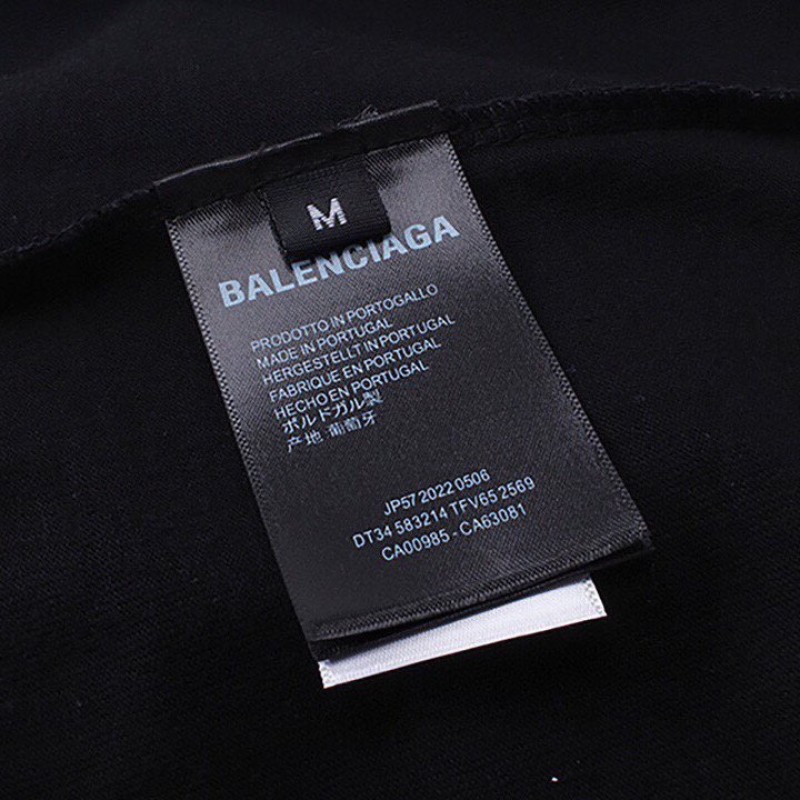 M
BALENCIAGA
PRODOTTO IN PORTOGALLO
MADE IN PORTUGAL
HERGESTELLT IN PORTUGAL
FABRIQUE EN PORTUGAL
HECHO EN PORTUGAL
ポルトガル製
产地 葡萄牙
JP57 2022 0506
DT34 583214 TFV65 2569
CA00985 - CA63081